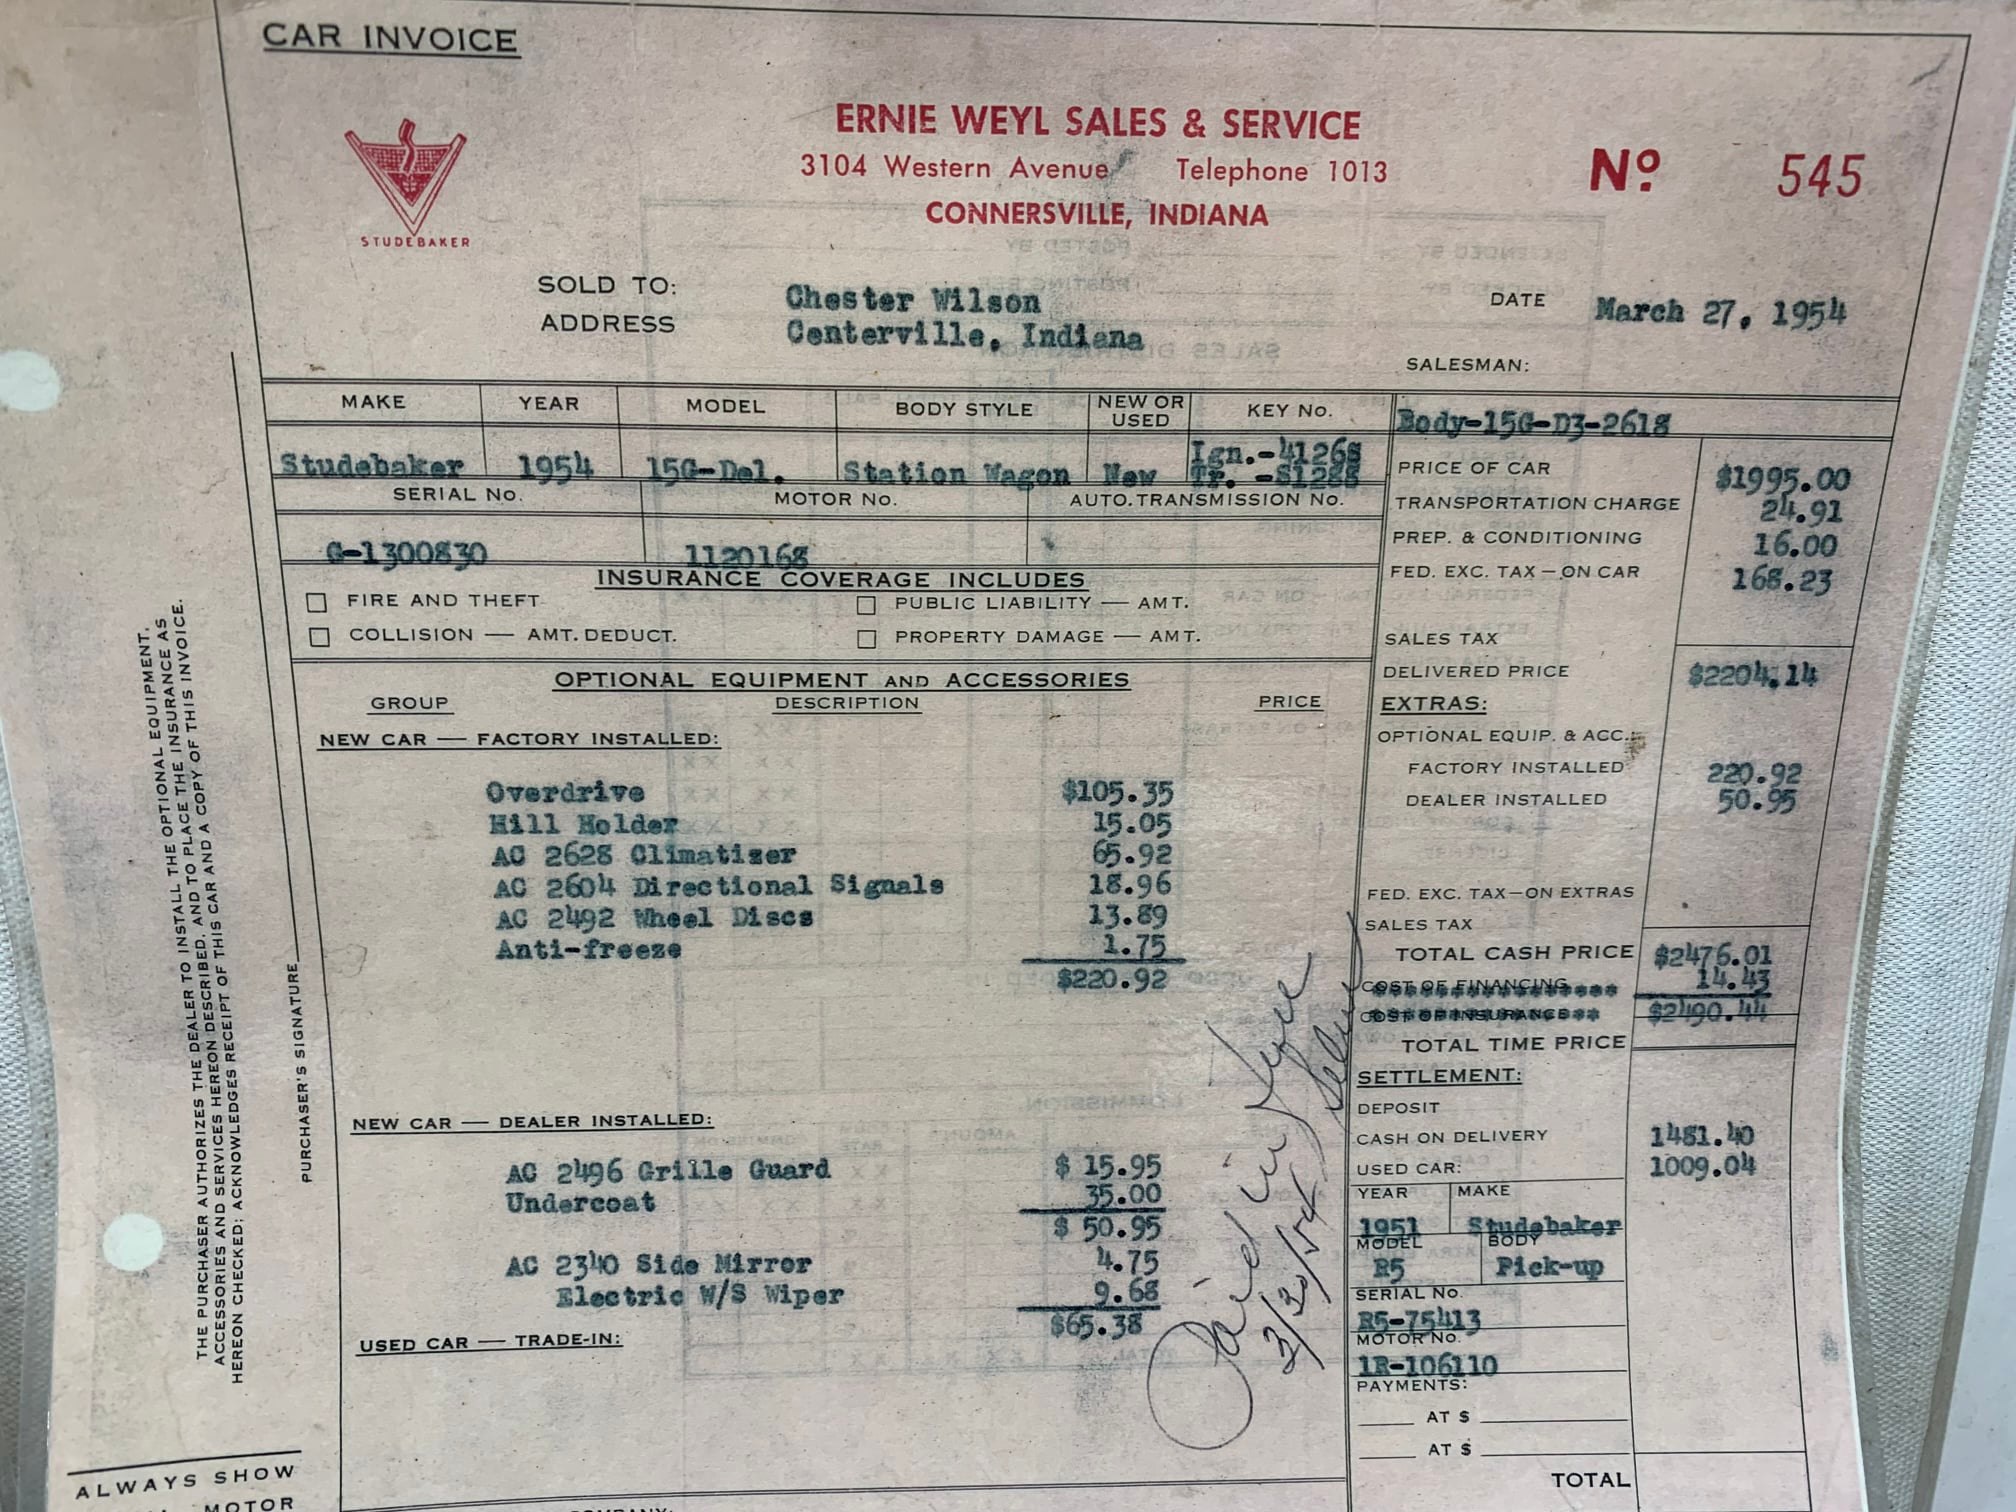 CAR INVOICE
STUDEBAKER
ERNIE WEYL SALES & SERVICE
3104 Western Avenue Telephone 1013
CONNERSVILLE, INDIANA
Nº 545
SOLD TO: Chester Wilson
ADDRESS Centerville, Indiana
DATE March 27, 1954
SALESMAN:
MAKE YEAR MODEL BODY STYLE NEW OR USED KEY No.
Body-15G-D3-2618
Studebaker 1954 15G-Del. Station Wagon New Ign.-41268
Tr. -S1288
SERIAL No. MOTOR No. AUTO. TRANSMISSION No.
G-1300830 1120168
INSURANCE COVERAGE INCLUDES
FIRE AND THEFT PUBLIC LIABILITY — AMT.
COLLISION — AMT. DEDUCT. PROPERTY DAMAGE — AMT.
OPTIONAL EQUIPMENT AND ACCESSORIES
GROUP DESCRIPTION PRICE
NEW CAR — FACTORY INSTALLED:
Overdrive $105.35
Hill Holder 15.05
AC 2628 Climatizer 65.92
AC 2604 Directional Signals 18.96
AC 2492 Wheel Discs 13.89
Anti-freeze 1.75
$220.92
NEW CAR — DEALER INSTALLED:
AC 2496 Grille Guard $ 15.95
Undercoat 35.00
$ 50.95
AC 2340 Side Mirror 4.75
Electric W/S Wiper 9.68
$65.38
USED CAR — TRADE-IN:
PRICE OF CAR $1995.00
TRANSPORTATION CHARGE 24.91
PREP. & CONDITIONING 16.00
FED. EXC. TAX — ON CAR 168.23
SALES TAX
DELIVERED PRICE $2204.14
EXTRAS:
OPTIONAL EQUIP. & ACC.:
FACTORY INSTALLED 220.92
DEALER INSTALLED 50.95
FED. EXC. TAX—ON EXTRAS
SALES TAX
TOTAL CASH PRICE $2476.01
COST OF FINANCING 14.43
COST OF INSURANCE $2490.44
TOTAL TIME PRICE
SETTLEMENT:
DEPOSIT
CASH ON DELIVERY 1481.40
USED CAR: 1009.04
YEAR MAKE
1951 Studebaker
MODEL BODY
R5 Pick-up
SERIAL No.
R5-75413
MOTOR No.
1R-106110
PAYMENTS:
AT $
AT $
TOTAL
Paid in
3/30/54
THE PURCHASER AUTHORIZES THE DEALER TO INSTALL THE OPTIONAL EQUIPMENT,
ACCESSORIES AND SERVICES HEREON DESCRIBED, AND TO PLACE THE INSURANCE AS
HEREON CHECKED; ACKNOWLEDGES RECEIPT OF THIS CAR AND A COPY OF THIS INVOICE.
PURCHASER'S SIGNATURE
ALWAYS SHOW
MOTOR
COMPANY: